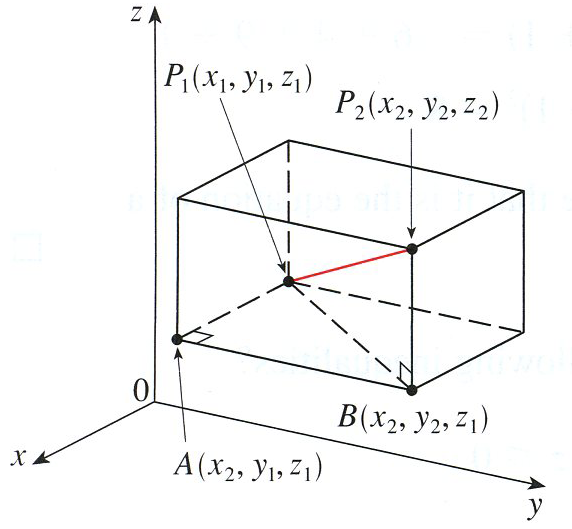 z
P₁(x₁, y₁, z₁)
P₂(x₂, y₂, z₂)
0
B(x₂, y₂, z₁)
x
A(x₂, y₁, z₁)
y